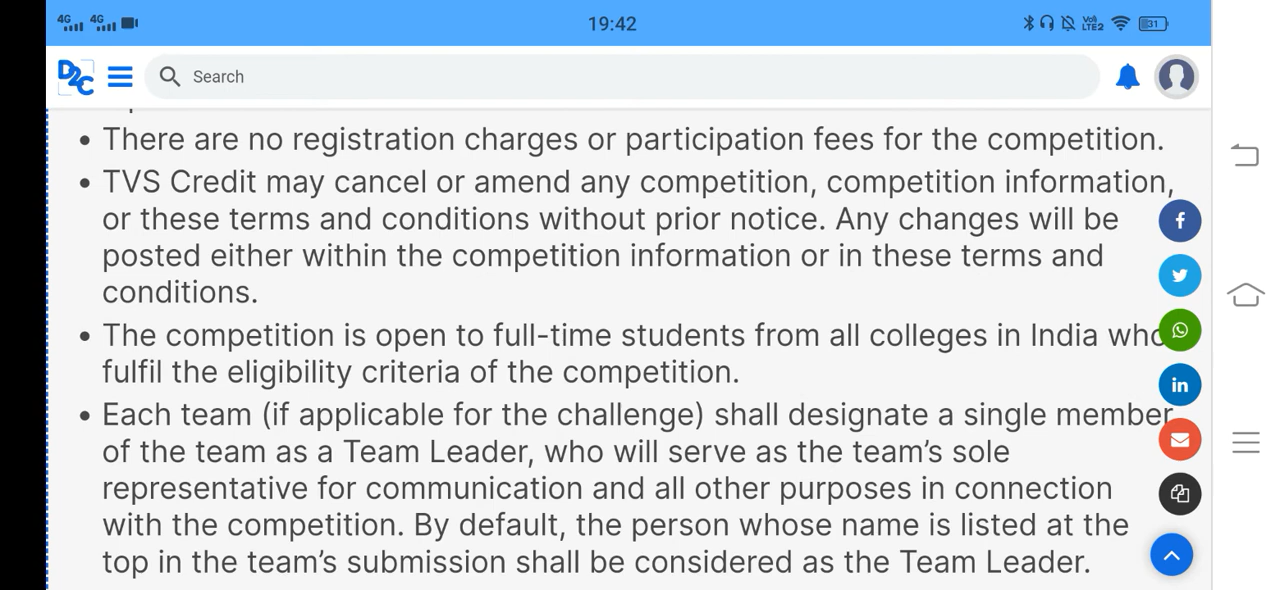 4G 4G 19:42 Vo) LTE2 31
D2C Search
• There are no registration charges or participation fees for the competition.
• TVS Credit may cancel or amend any competition, competition information,
or these terms and conditions without prior notice. Any changes will be
posted either within the competition information or in these terms and
conditions.
• The competition is open to full-time students from all colleges in India who
fulfil the eligibility criteria of the competition.
• Each team (if applicable for the challenge) shall designate a single member
of the team as a Team Leader, who will serve as the team’s sole
representative for communication and all other purposes in connection
with the competition. By default, the person whose name is listed at the
top in the team’s submission shall be considered as the Team Leader.